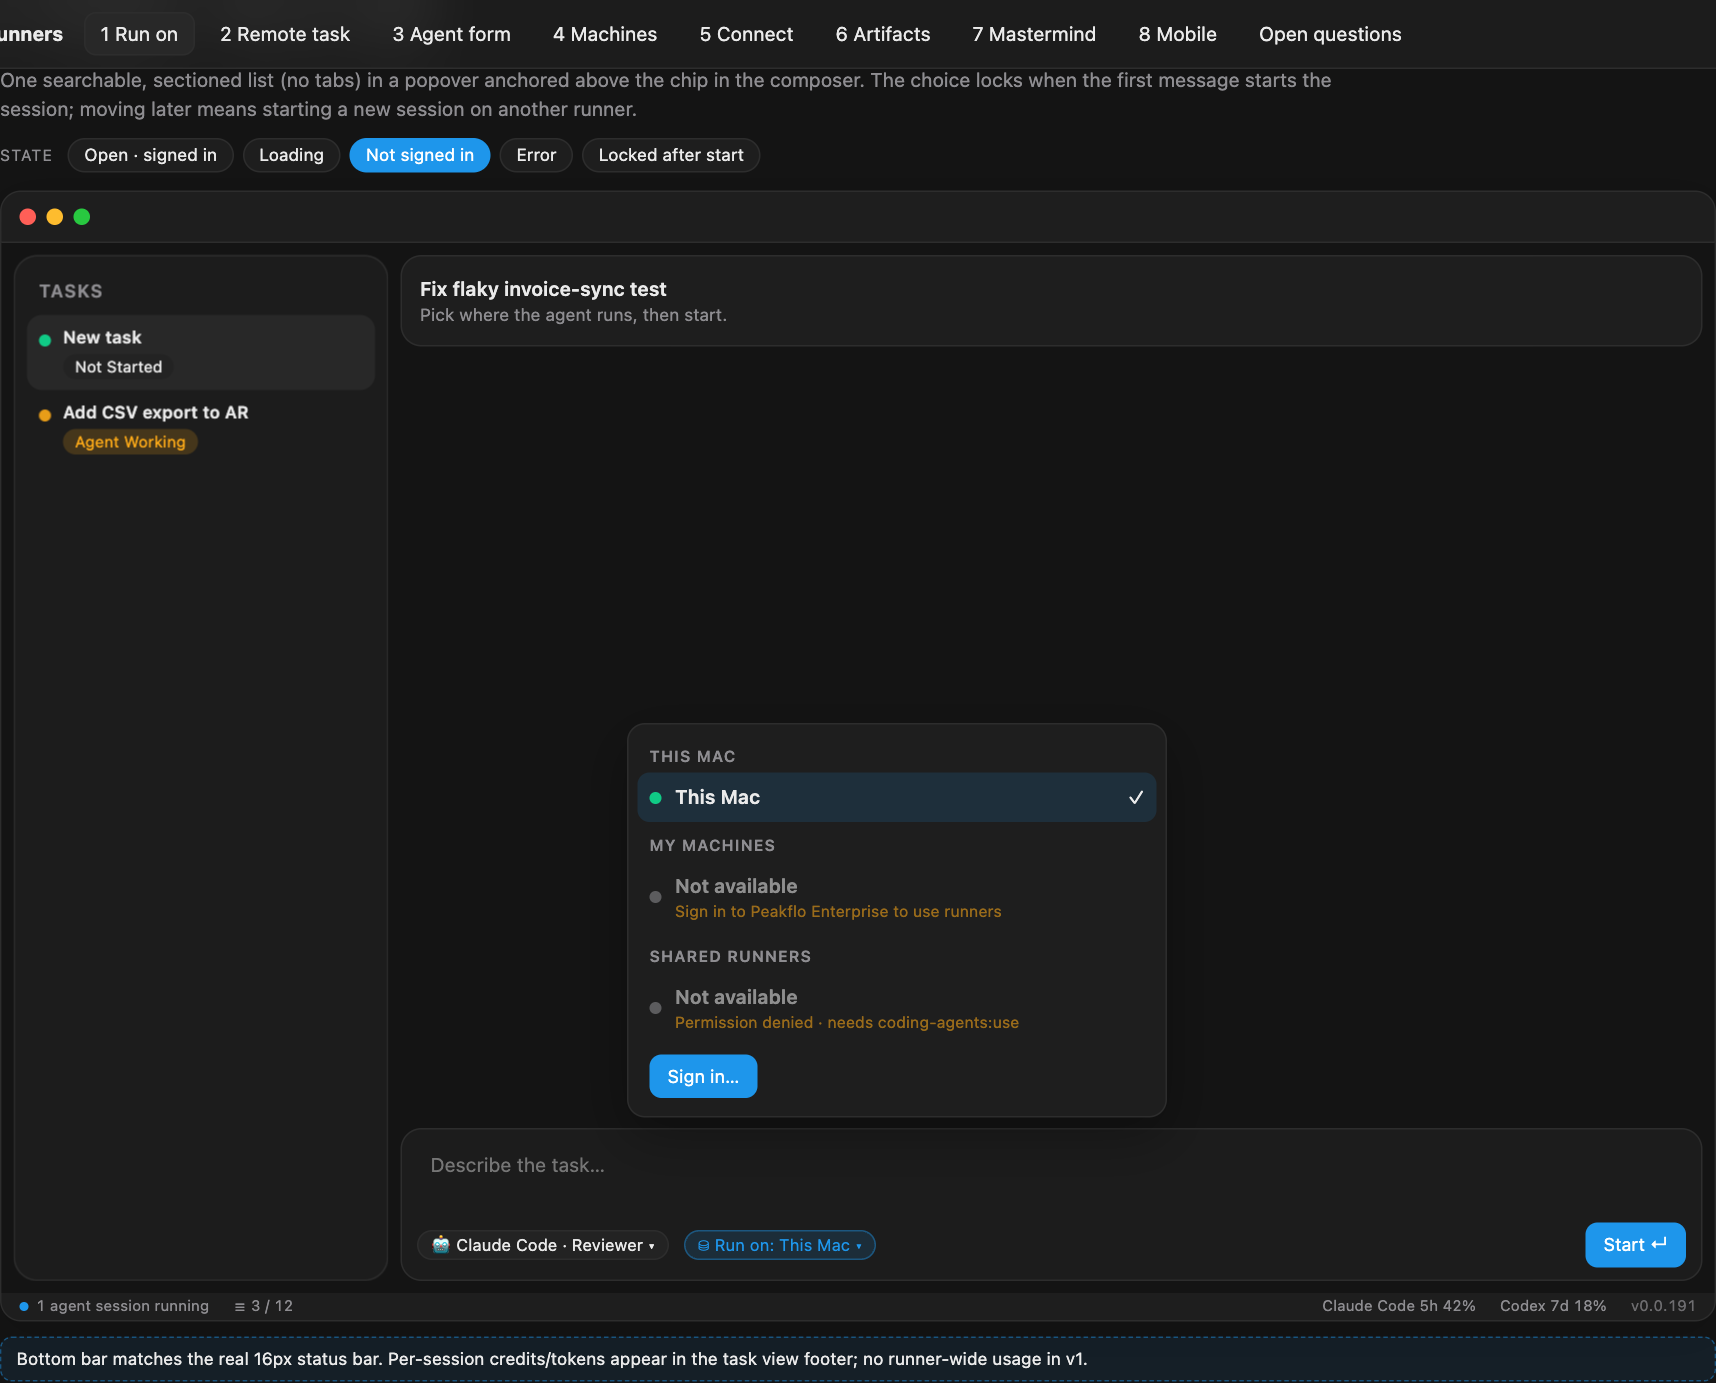 unners
1 Run on
2 Remote task
3 Agent form
4 Machines
5 Connect
6 Artifacts
7 Mastermind
8 Mobile
Open questions
One searchable, sectioned list (no tabs) in a popover anchored above the chip in the composer. The choice locks when the first message starts the
session; moving later means starting a new session on another runner.
STATE
Open · signed in
Loading
Not signed in
Error
Locked after start
TASKS
New task
Not Started
Add CSV export to AR
Agent Working
Fix flaky invoice-sync test
Pick where the agent runs, then start.
THIS MAC
This Mac
MY MACHINES
Not available
Sign in to Peakflo Enterprise to use runners
SHARED RUNNERS
Not available
Permission denied · needs coding-agents:use
Sign in...
Describe the task...
Claude Code · Reviewer
Run on: This Mac
Start
1 agent session running
3 / 12
Claude Code 5h 42%
Codex 7d 18%
v0.0.191
Bottom bar matches the real 16px status bar. Per-session credits/tokens appear in the task view footer; no runner-wide usage in v1.